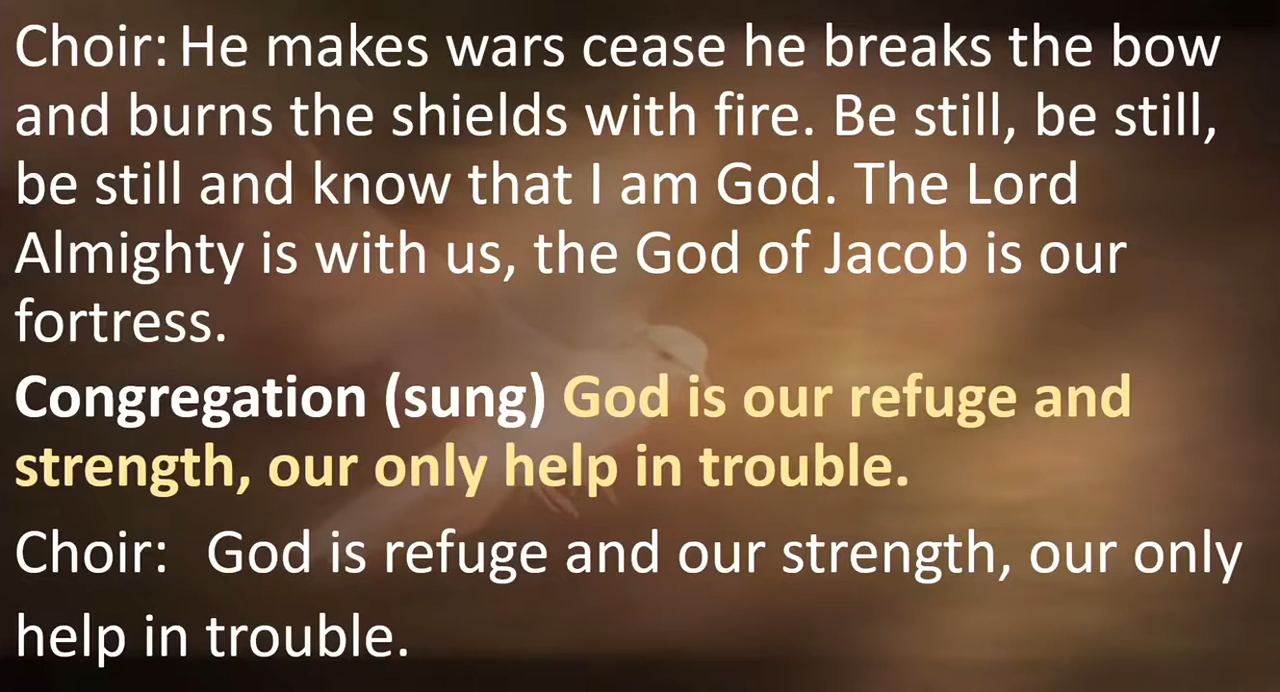 Choir: He makes wars cease he breaks the bow
and burns the shields with fire. Be still, be still,
be still and know that I am God. The Lord
Almighty is with us, the God of Jacob is our
fortress.
Congregation (sung) God is our refuge and
strength, our only help in trouble.
Choir: God is refuge and our strength, our only
help in trouble.